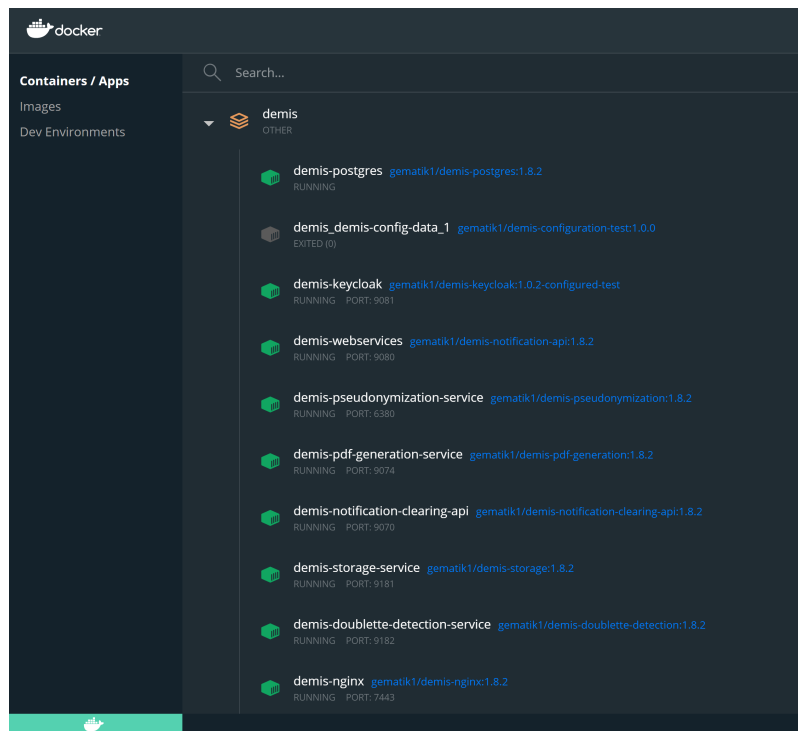 docker
Containers / Apps
Images
Dev Environments
Search...
demis
OTHER
demis-postgres gematik1/demis-postgres:1.8.2
RUNNING
demis_demis-config-data_1 gematik1/demis-configuration-test:1.0.0
EXITED (0)
demis-keycloak gematik1/demis-keycloak:1.0.2-configured-test
RUNNING PORT: 9081
demis-webservices gematik1/demis-notification-api:1.8.2
RUNNING PORT: 9080
demis-pseudonymization-service gematik1/demis-pseudonymization:1.8.2
RUNNING PORT: 6380
demis-pdf-generation-service gematik1/demis-pdf-generation:1.8.2
RUNNING PORT: 9074
demis-notification-clearing-api gematik1/demis-notification-clearing-api:1.8.2
RUNNING PORT: 9070
demis-storage-service gematik1/demis-storage:1.8.2
RUNNING PORT: 9181
demis-doublette-detection-service gematik1/demis-doublette-detection:1.8.2
RUNNING PORT: 9182
demis-nginx gematik1/demis-nginx:1.8.2
RUNNING PORT: 7443